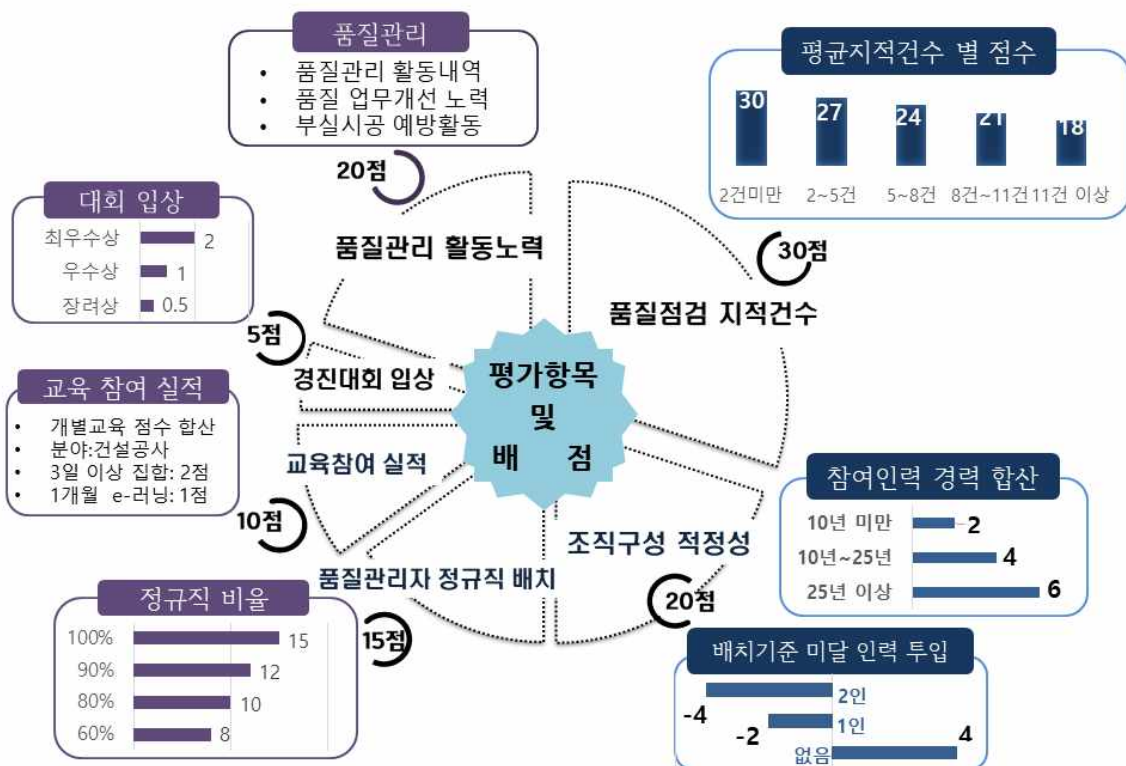 품질관리
• 품질관리 활동내역
• 품질 업무개선 노력
• 부실시공 예방활동
20점
품질관리 활동노력
평균지적건수 별 점수
30 27 24 21 18
2건미만 2~5건 5~8건 8건~11건 11건 이상
30점
품질점검 지적건수
대회 입상
최우수상 2
우수상 1
장려상 0.5
5점
경진대회 입상
평가항목
및
배 점
교육 참여 실적
• 개별교육 점수 합산
• 분야:건설공사
• 3일 이상 집합: 2점
• 1개월 e-러닝: 1점
10점
교육참여 실적
참여인력 경력 합산
10년 미만 2
10년~25년 4
25년 이상 6
조직구성 적정성
20점
품질관리자 정규직 배치
15점
정규직 비율
100% 15
90% 12
80% 10
60% 8
배치기준 미달 인력 투입
-4 2인
-2 1인
없음 4